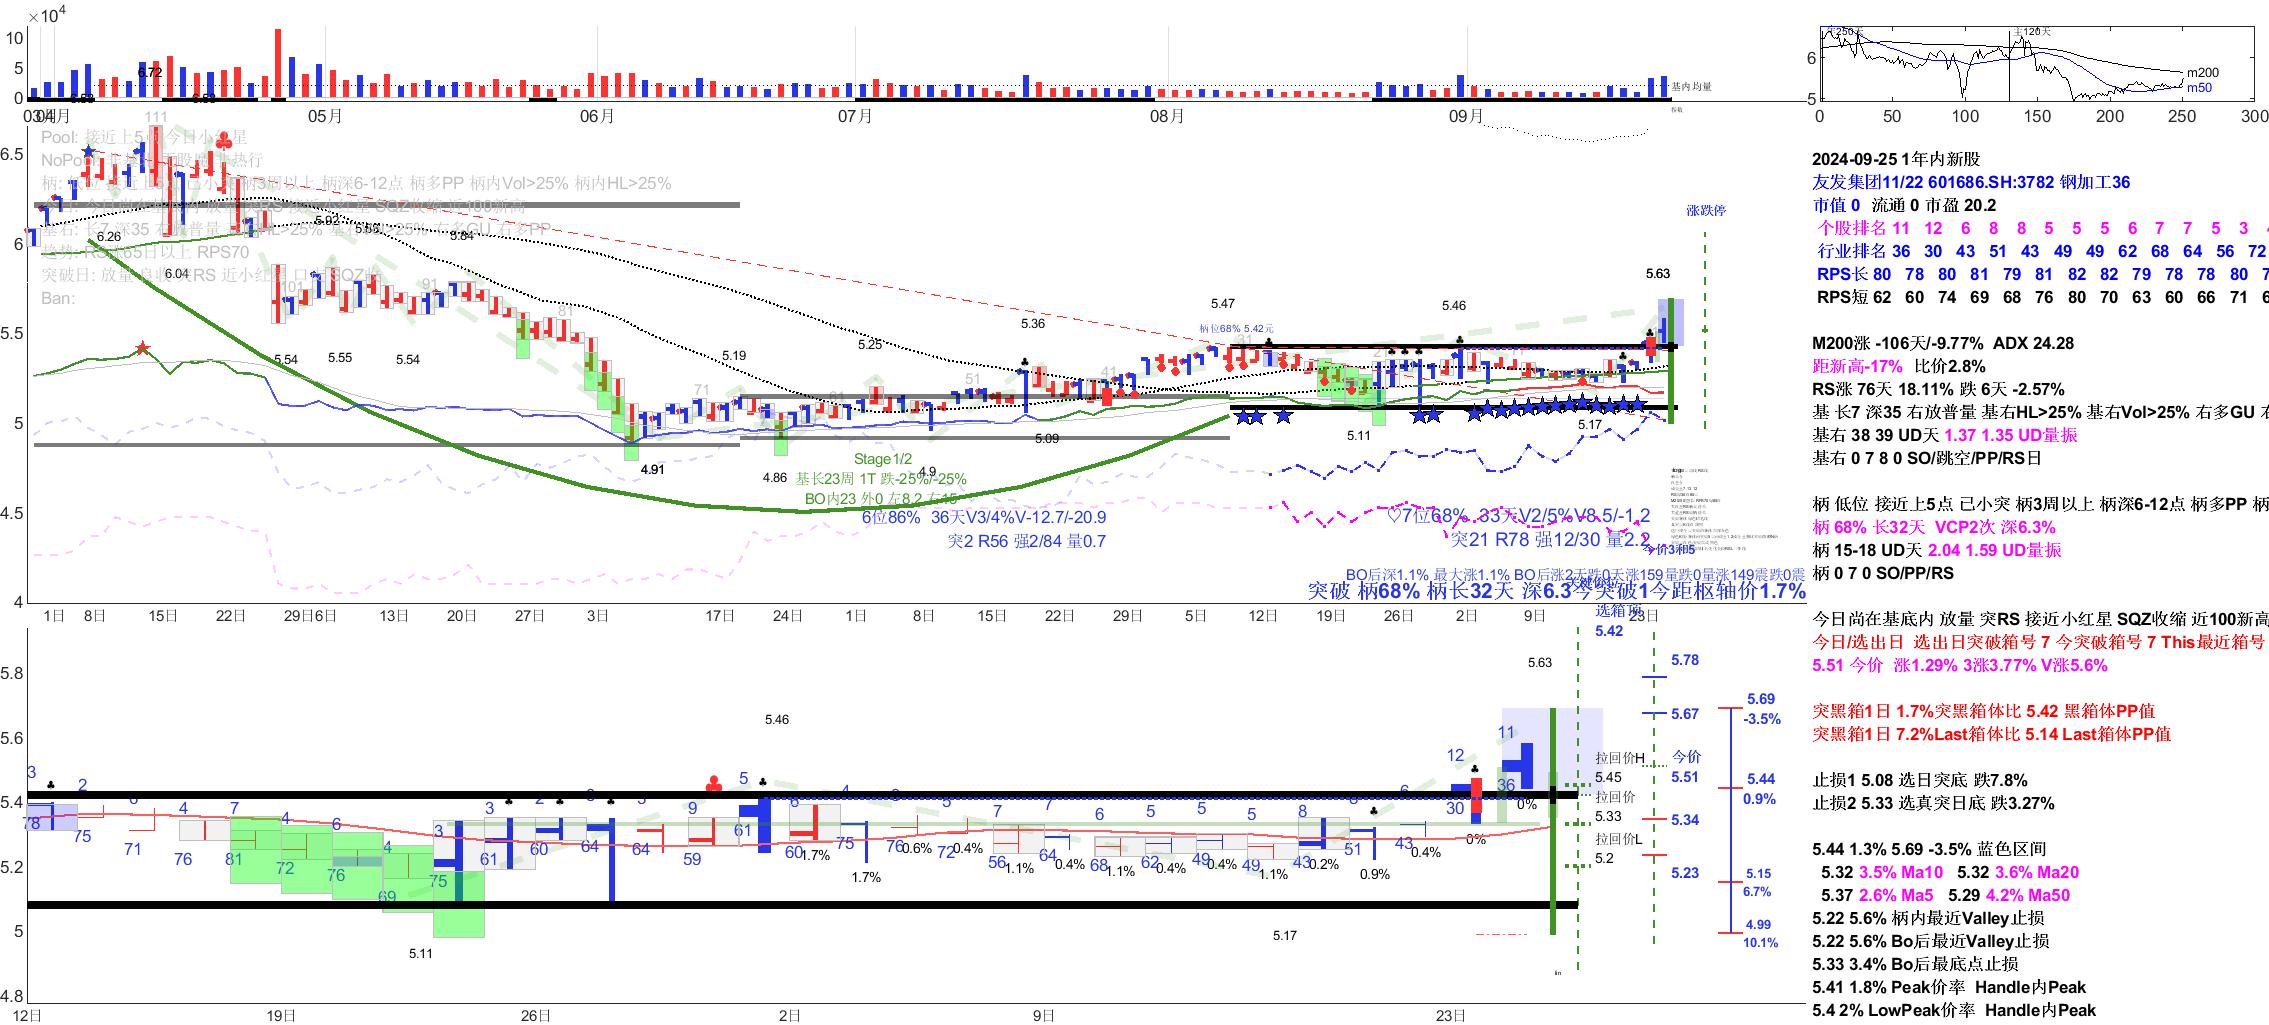 ×10⁴
10
5
0
6.72
6.53
6.53
基内均量
03月
04月
05月
06月
07月
08月
09月
6
5
250天
主120天
m200
m50
0
50
100
150
200
250
300
111
Pool: 接近上5点 今日小红星
柄: 低位 接近上5点 己小突 柄3周以上 柄深6-12点 柄多PP 柄内Vol>25% 柄内HL>25%
趋势: RS涨65日以上 RPS70
Ban:
6.5
6
5.5
5
4.5
4
6.26
6.04
5.92
5.86
5.84
101
91
81
5.54
5.55
5.54
5.19
5.25
5.36
5.47
5.46
5.63
柄位68% 5.42元
71
61
51
41
31
4.91
4.86
4.9
5.09
5.11
5.17
Stage1/2
基长23周 1T 跌-25%/-25%
BO内23 外0 左8.2 右15
6位86% 36天V3/4%V-12.7/-20.9
突2 R56 强2/84 量0.7
♡7位68% 33天V2/5%V8.5/-1.2
突21 R78 强12/30 量2.2
BO后深1.1% 最大涨1.1% BO后涨2天跌0天涨159量跌0量涨149震跌0震
突破 柄68% 柄长32天 深6.3今突破1今距枢轴价1.7%
涨跌停
1日
8日
15日
22日
29日
6日
13日
20日
27日
3日
17日
24日
1日
8日
15日
22日
29日
5日
12日
19日
26日
2日
9日
23日
选箱顶
5.42
5.8
5.6
5.4
5.2
5
4.8
5.46
5.63
5.11
5.17
3
2
78
75
71
4
76
7
81
4
72
6
76
4
69
3
75
3
61
2
60
64
64
9
59
5
61
6
60
1.7%
4
75
1.7%
76
0.6%
5
72
0.4%
7
56
1.1%
7
64
0.4%
6
68
1.1%
5
62
0.4%
5
49
0.4%
5
49
1.1%
43
0.2%
51
0.9%
6
43
0.4%
12
30
0%
11
36
0%
拉回价H
5.45
拉回价
5.33
拉回价L
5.2
5.78
5.67
今价
5.51
5.34
5.23
5.69
-3.5%
5.44
0.9%
5.15
6.7%
4.99
10.1%
12日
19日
26日
2日
9日
23日
2024-09-25 1年内新股
友发集团11/22 601686.SH:3782 钢加工36
市值 0 流通 0 市盈 20.2
个股排名 11 12 6 8 8 5 5 5 6 7 7 5 3
行业排名 36 30 43 51 43 49 49 62 68 64 56 72
RPS长 80 78 80 81 79 81 82 82 79 78 78 80
RPS短 62 60 74 69 68 76 80 70 63 60 66 71
M200涨 -106天/-9.77% ADX 24.28
距新高-17% 比价2.8%
RS涨 76天 18.11% 跌 6天 -2.57%
基 长7 深35 右放普量 基右HL>25% 基右Vol>25% 右多GU
基右 38 39 UD天 1.37 1.35 UD量振
基右 0 7 8 0 SO/跳空/PP/RS日
柄 低位 接近上5点 己小突 柄3周以上 柄深6-12点 柄多PP
柄 68% 长32天 VCP2次 深6.3%
柄 15-18 UD天 2.04 1.59 UD量振
柄 0 7 0 SO/PP/RS
今日尚在基底内 放量 突RS 接近小红星 SQZ收缩 近100新高
今日/选出日 选出日突破箱号 7 今突破箱号 7 This最近箱号
5.51 今价 涨1.29% 3涨3.77% V涨5.6%
突黑箱1日 1.7%突黑箱体比 5.42 黑箱体PP值
突黑箱1日 7.2%Last箱体比 5.14 Last箱体PP值
止损1 5.08 选日突底 跌7.8%
止损2 5.33 选真突日底 跌3.27%
5.44 1.3% 5.69 -3.5% 蓝色区间
5.32 3.5% Ma10 5.32 3.6% Ma20
5.37 2.6% Ma5 5.29 4.2% Ma50
5.22 5.6% 柄内最近Valley止损
5.22 5.6% Bo后最近Valley止损
5.33 3.4% Bo后最底点止损
5.41 1.8% Peak价率 Handle内Peak
5.4 2% LowPeak价率 Handle内Peak